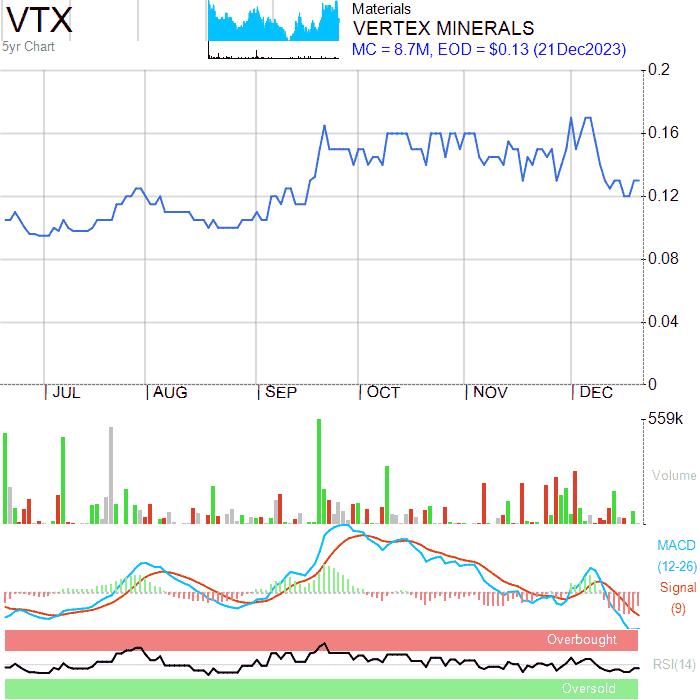 VTX
5yr Chart
Materials
VERTEX MINERALS
MC = 8.7M, EOD = $0.13 (21Dec2023)
0.2
0.16
0.12
0.08
0.04
0
JUL AUG SEP OCT NOV DEC
559k
Volume
MACD
(12-26)
Signal
(9)
Overbought
RSI(14)
Oversold